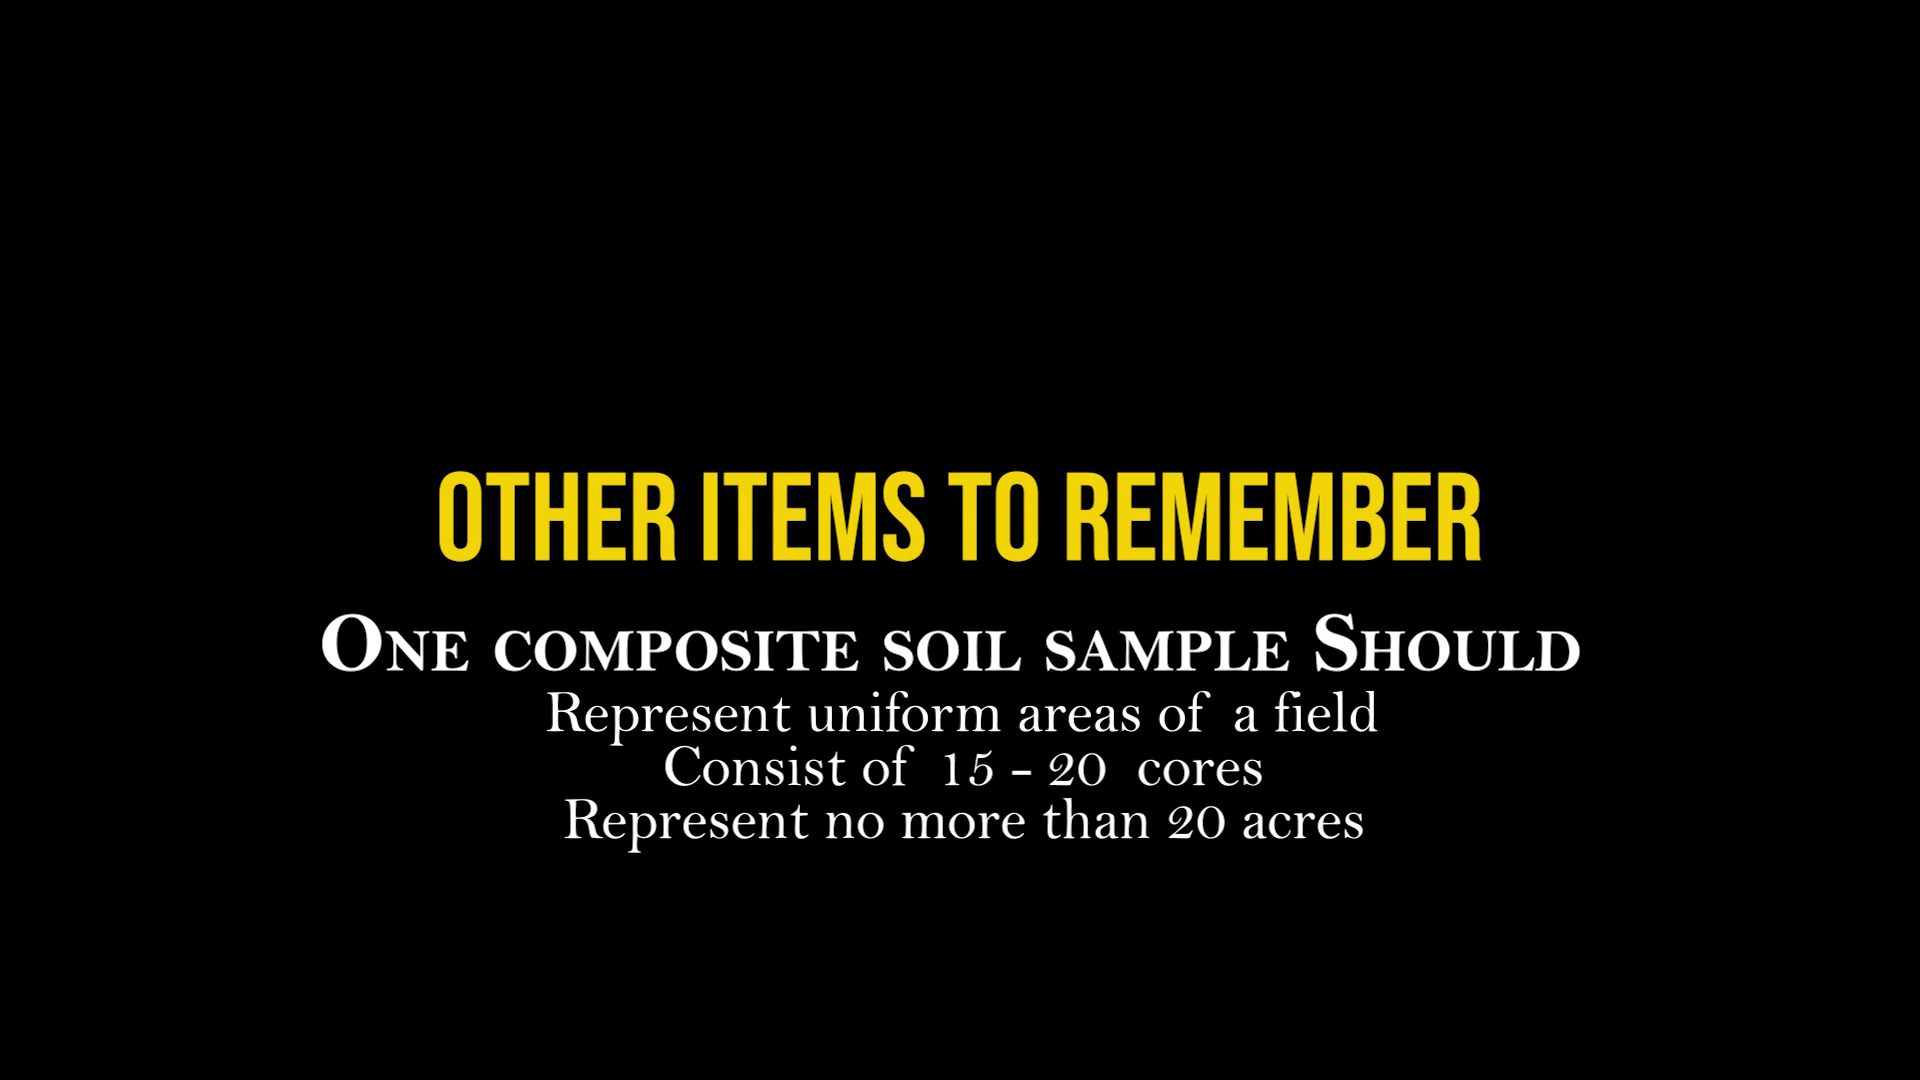 OTHER ITEMS TO REMEMBER
One composite soil sample Should
Represent uniform areas of a field
Consist of 15 - 20 cores
Represent no more than 20 acres